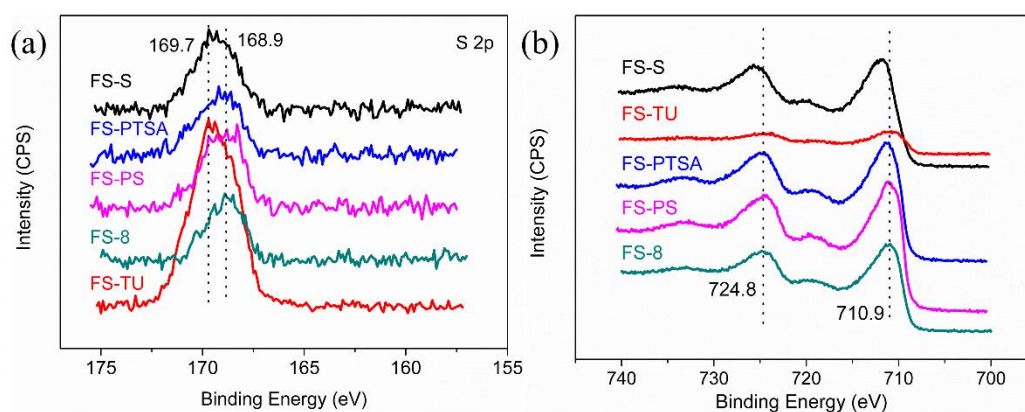 (a)
169.7
168.9
S 2p
FS-S
FS-PTSA
FS-PS
FS-8
FS-TU
Intensity (CPS)
175
170
165
160
155
Binding Energy (eV)
(b)
FS-S
FS-TU
FS-PTSA
FS-PS
FS-8
724.8
710.9
Intensity (CPS)
740
730
720
710
700
Binding Energy (eV)